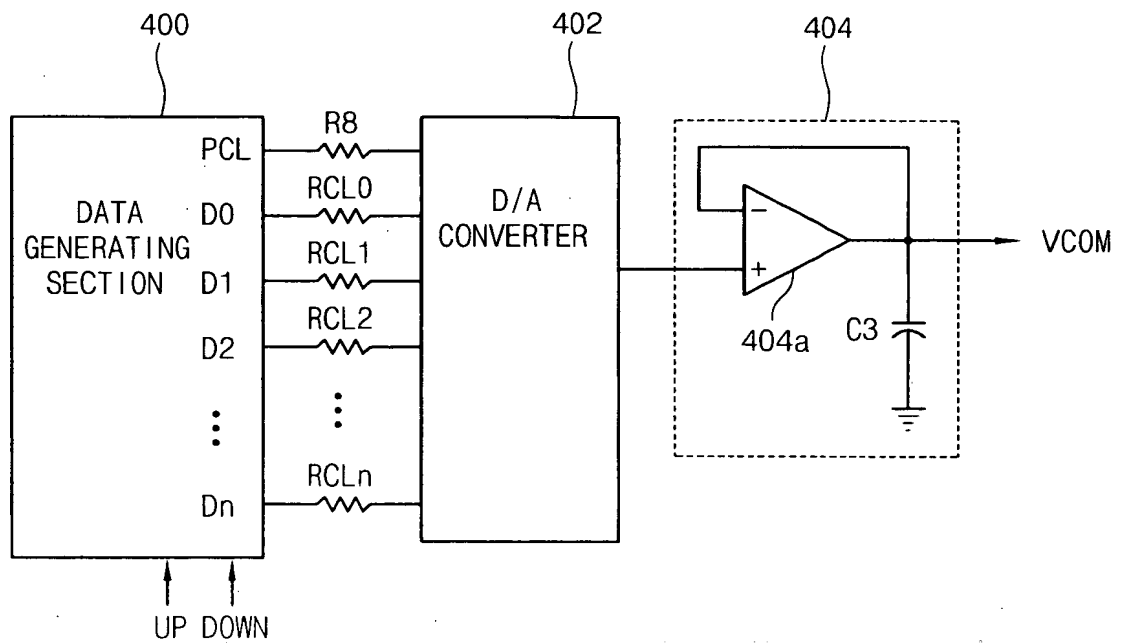 400
402
404
PCL
R8
D0
RCL0
D1
RCL1
D2
RCL2
Dn
RCLn
DATA
GENERATING
SECTION
D/A
CONVERTER
−
+
404a
C3
VCOM
UP DOWN